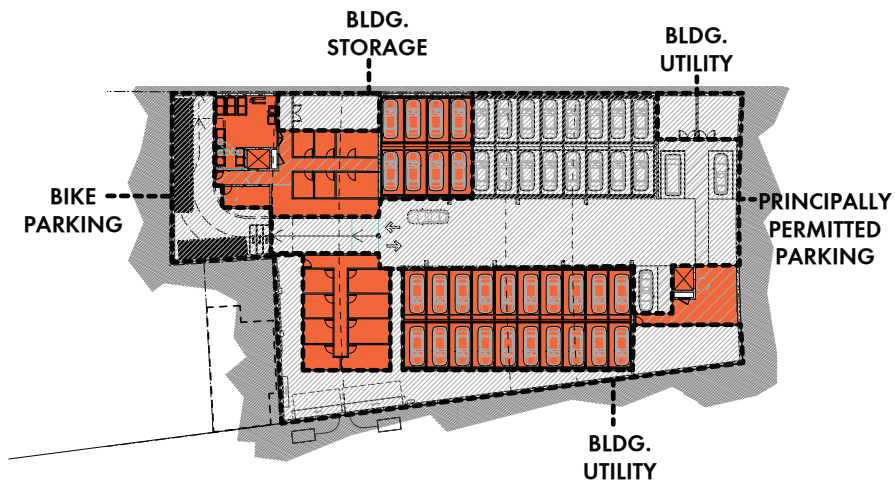 BLDG.
STORAGE
BLDG.
UTILITY
BIKE
PARKING
PRINCIPALLY
PERMITTED
PARKING
BLDG.
UTILITY